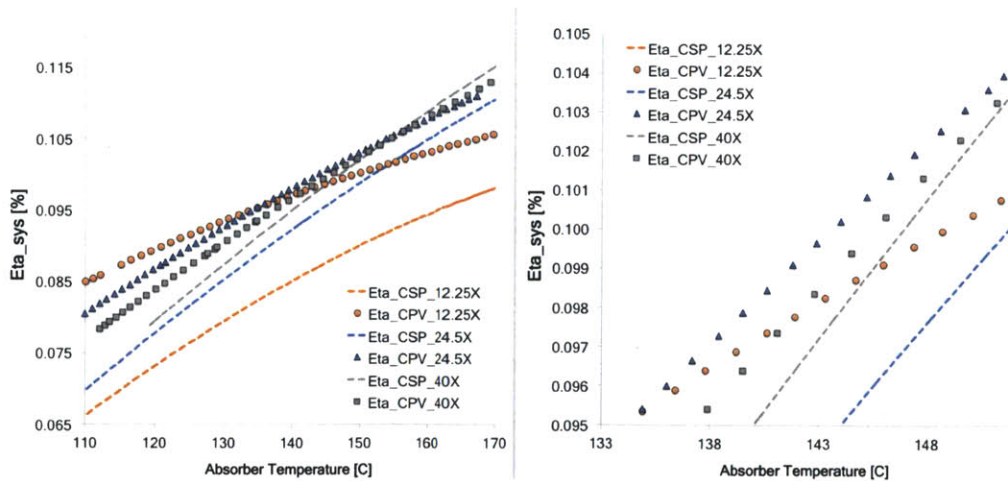 0.115
0.105
0.095
0.085
0.075
0.065
Eta_sys [%]
110 120 130 140 150 160 170
Absorber Temperature [C]
Eta_CSP_12.25X
Eta_CPV_12.25X
Eta_CSP_24.5X
Eta_CPV_24.5X
Eta_CSP_40X
Eta_CPV_40X
0.105
0.104
0.103
0.102
0.101
0.100
0.099
0.098
0.097
0.096
0.095
Eta_sys [%]
133 138 143 148
Absorber Temperature [C]
Eta_CSP_12.25X
Eta_CPV_12.25X
Eta_CSP_24.5X
Eta_CPV_24.5X
Eta_CSP_40X
Eta_CPV_40X